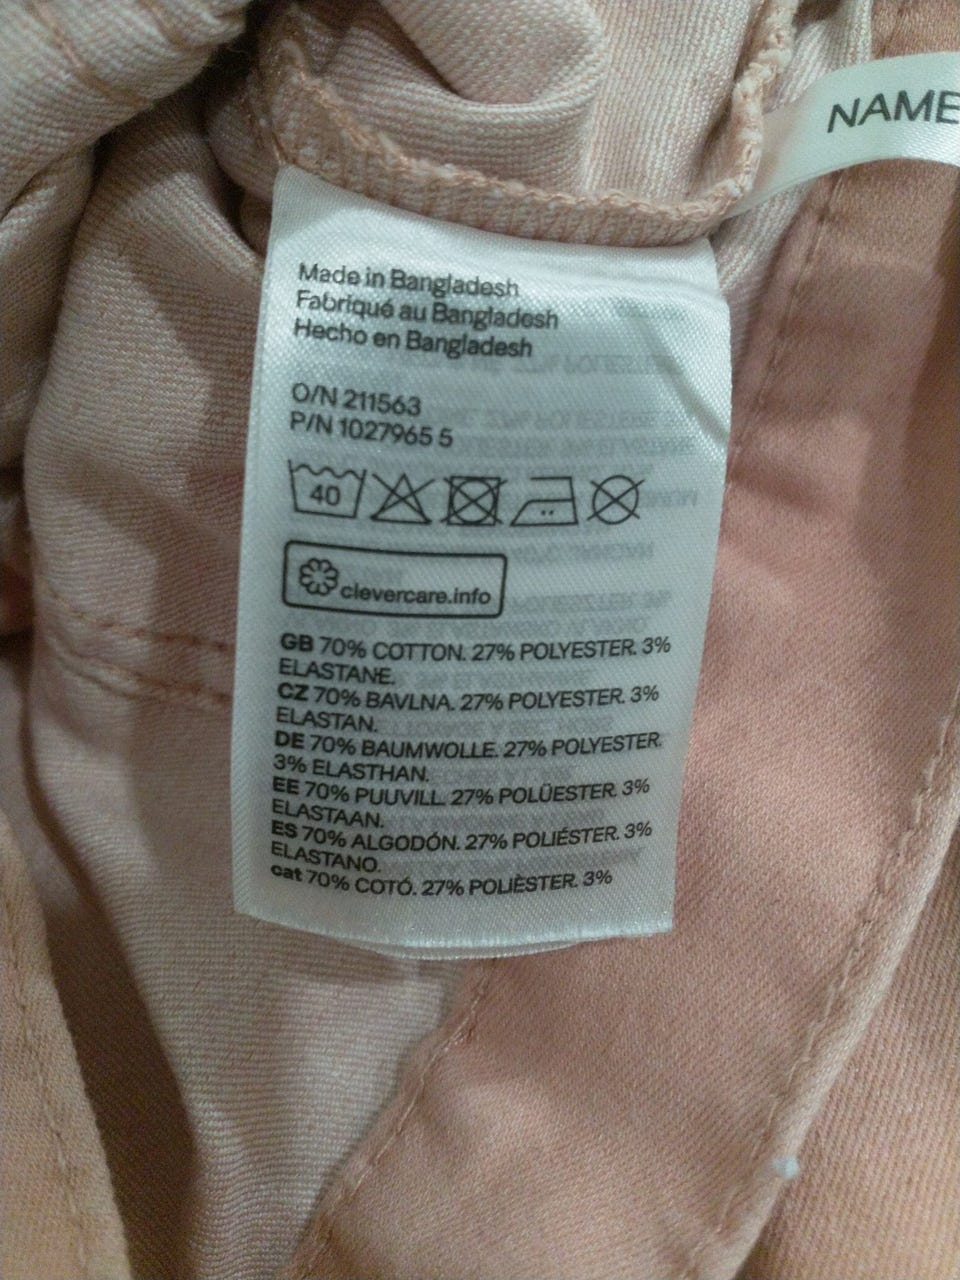 NAME
Made in Bangladesh
Fabriqué au Bangladesh
Hecho en Bangladesh
O/N 211563
P/N 1027965 5
40
clevercare.info
GB 70% COTTON. 27% POLYESTER. 3%
ELASTANE.
CZ 70% BAVLNA. 27% POLYESTER. 3%
ELASTAN.
DE 70% BAUMWOLLE. 27% POLYESTER.
3% ELASTHAN.
EE 70% PUUVILL. 27% POLÜESTER. 3%
ELASTAAN.
ES 70% ALGODÓN. 27% POLIÉSTER. 3%
ELASTANO.
cat 70% COTÓ. 27% POLIÈSTER. 3%